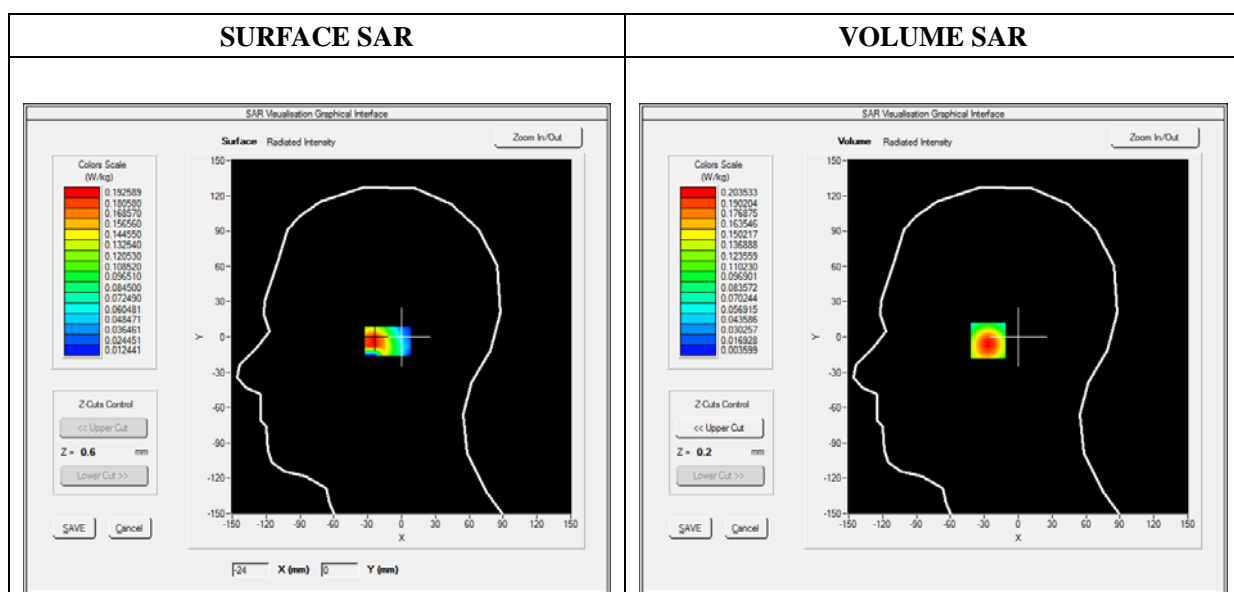 SURFACE SAR
VOLUME SAR
SAR Visualisation Graphical Interface
Surface Radiated Intensity
Zoom In/Out
Colors Scale
(W/kg)
0.192589
0.180580
0.168570
0.156560
0.144550
0.132540
0.120530
0.108520
0.096510
0.084500
0.072490
0.060481
0.048471
0.036461
0.024451
0.012441
Z-Cuts Control
<< Upper Cut
Z = 0.6 mm
Lower Cut >>
SAVE Cancel
150
120
90
60
30
0
-30
-60
-90
-120
-150
Y
-150 -120 -90 -60 -30 0 30 60 90 120 150
X
-24 X (mm) 0 Y (mm)
SAR Visualisation Graphical Interface
Volume Radiated Intensity
Zoom In/Out
Colors Scale
(W/kg)
0.203533
0.190204
0.176875
0.163546
0.150217
0.136888
0.123559
0.110230
0.096901
0.083572
0.070244
0.056915
0.043586
0.030257
0.016928
0.003599
Z-Cuts Control
<< Upper Cut
Z = 0.2 mm
Lower Cut >>
SAVE Cancel
150
120
90
60
30
0
-30
-60
-90
-120
-150
Y
-150 -120 -90 -60 -30 0 30 60 90 120 150
X